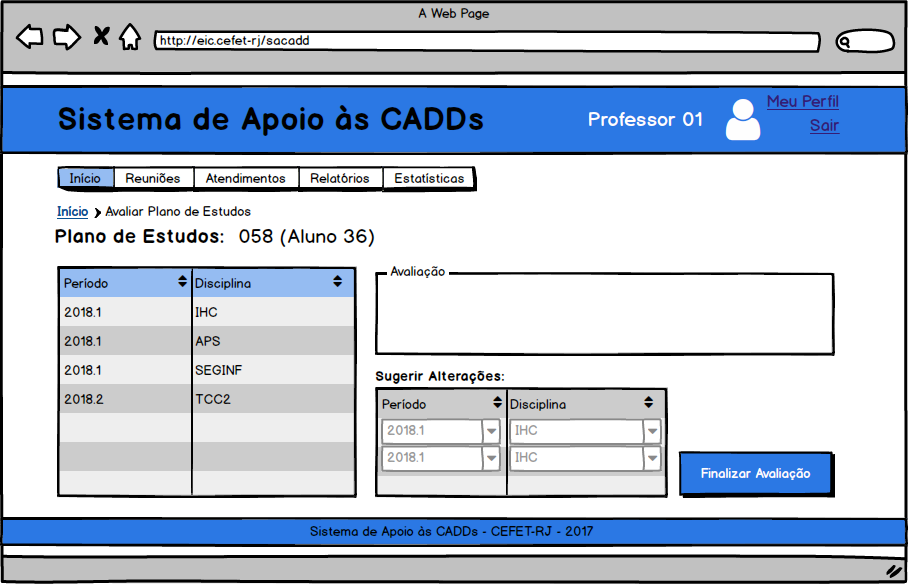 A Web Page
http://eic.cefet-rj/sacadd
Sistema de Apoio às CADDs
Professor 01
Meu Perfil
Sair
Início Reuniões Atendimentos Relatórios Estatísticas
Início Avaliar Plano de Estudos
Plano de Estudos: 058 (Aluno 36)
Período Disciplina
2018.1 IHC
2018.1 APS
2018.1 SEGINF
2018.2 TCC2
Avaliação
Sugerir Alterações:
Período Disciplina
2018.1 IHC
2018.1 IHC
Finalizar Avaliação
Sistema de Apoio às CADDs - CEFET-RJ - 2017